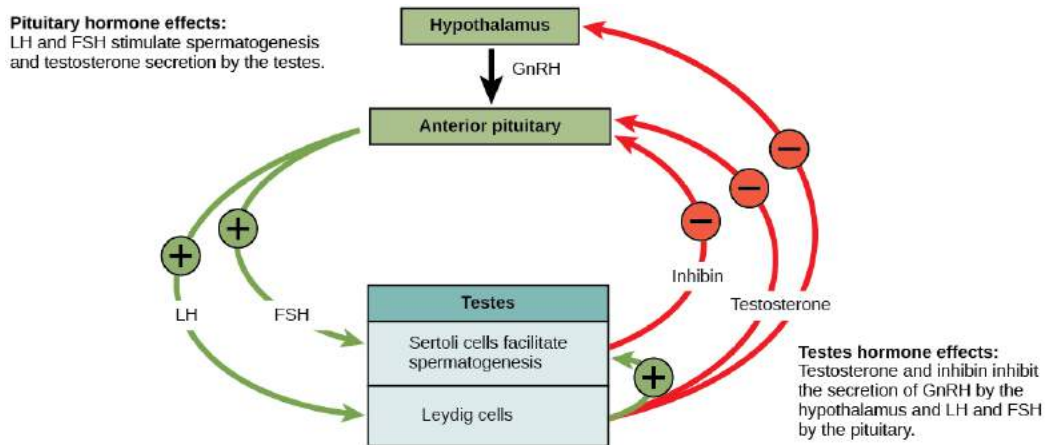 Pituitary hormone effects:
LH and FSH stimulate spermatogenesis
and testosterone secretion by the testes.
Hypothalamus
GnRH
Anterior pituitary
+
+
−
−
−
LH
FSH
Inhibin
Testosterone
Testes
Sertoli cells facilitate
spermatogenesis
+
Leydig cells
Testes hormone effects:
Testosterone and inhibin inhibit
the secretion of GnRH by the
hypothalamus and LH and FSH
by the pituitary.